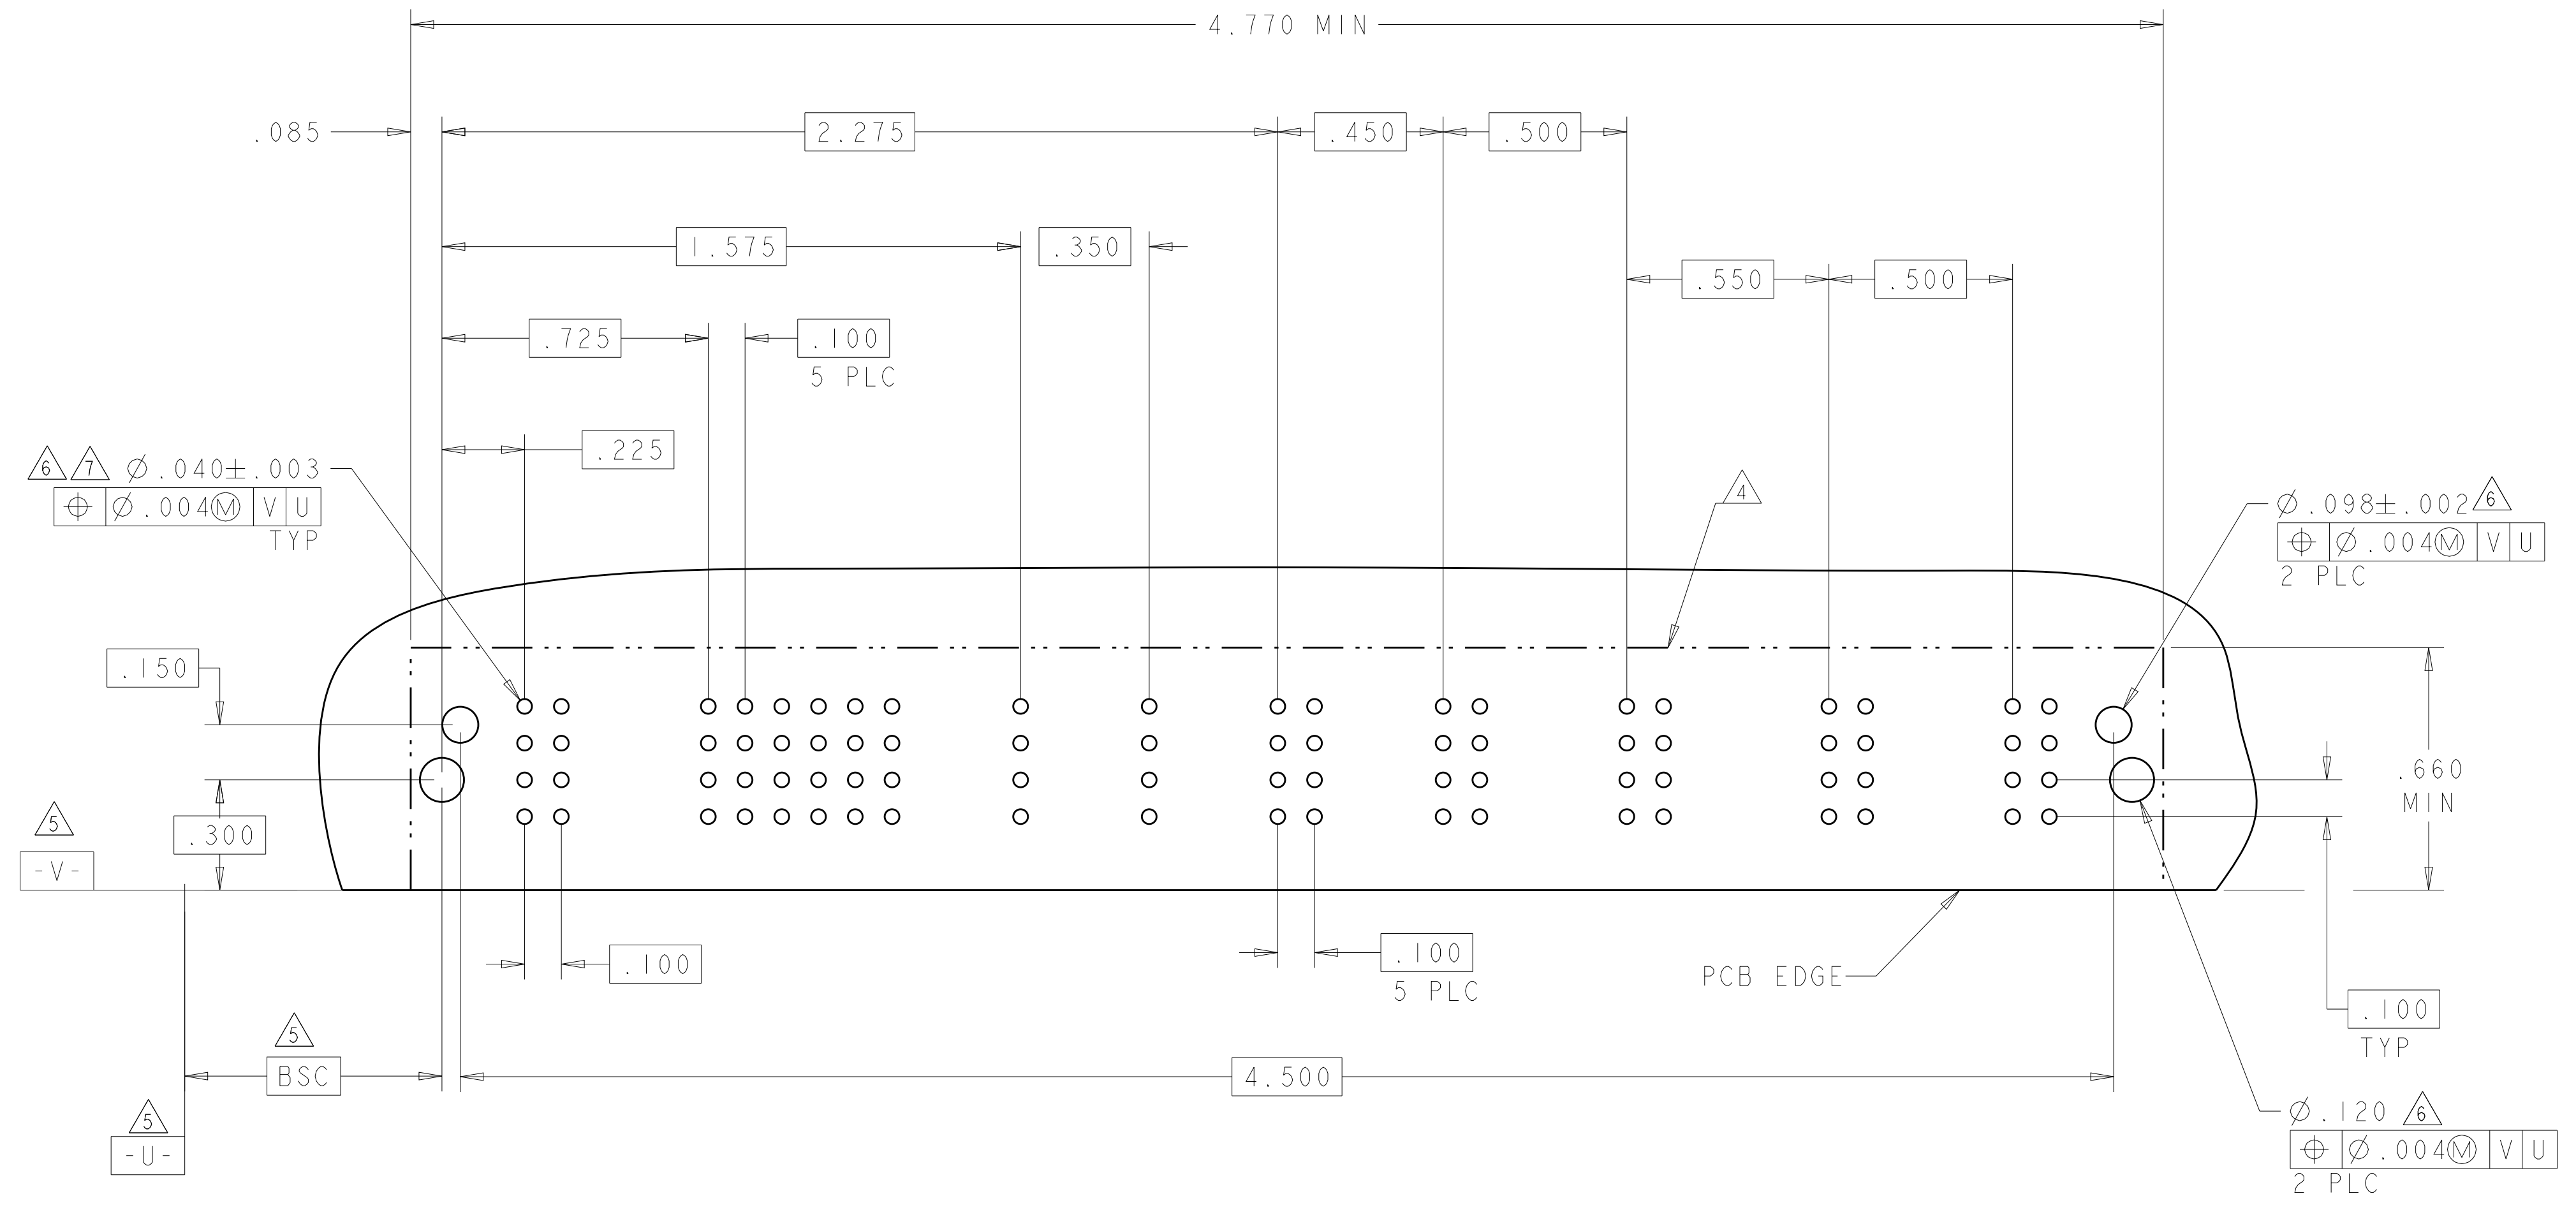 4.770 MIN
.085
2.275
.450
.500
1.575
.350
.550
.500
.725
.100
5 PLC
.225
6 7 Ø.040±.003
⌖ Ø.004Ⓜ V U
TYP
4
Ø.098±.002 6
⌖ Ø.004Ⓜ V U
2 PLC
.150
.660
MIN
5
.300
-V-
.100
.100
5 PLC
PCB EDGE
.100
TYP
5
BSC
4.500
5
-U-
Ø.120 6
⌖ Ø.004Ⓜ V U
2 PLC